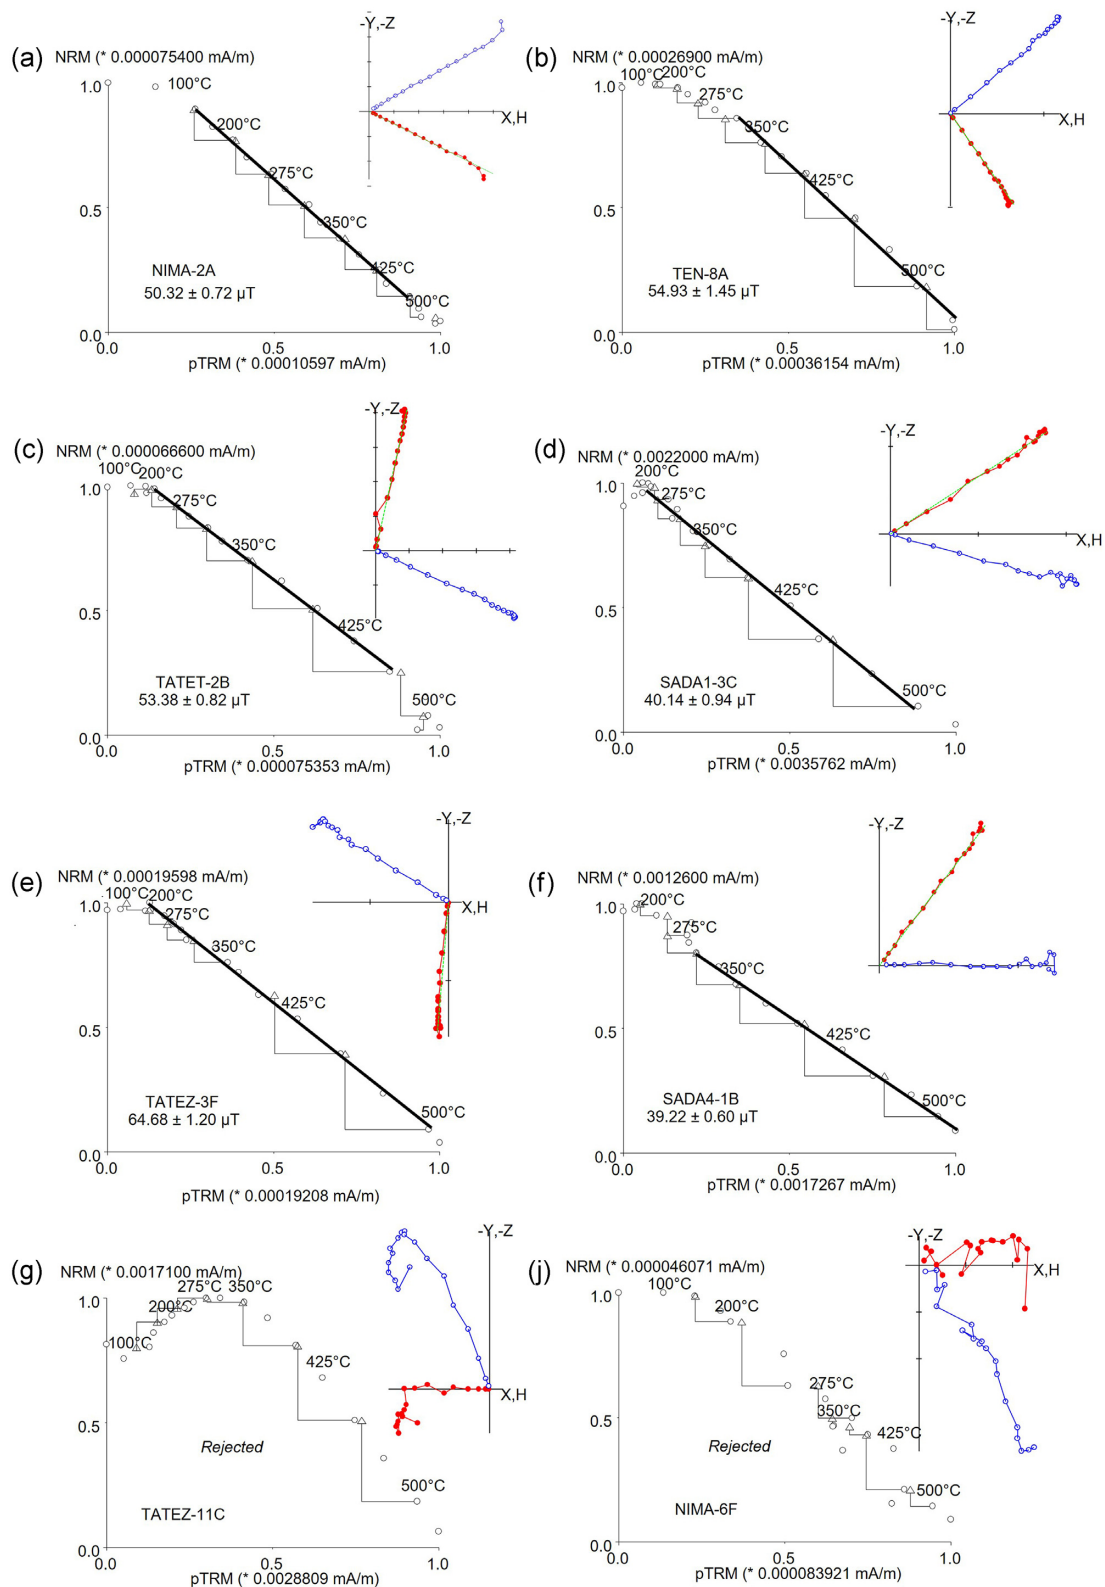 (a)
NRM (* 0.000075400 mA/m)
-Y,-Z
X,H
1.0
0.5
0.0
100°C
200°C
275°C
350°C
425°C
500°C
NIMA-2A
50.32 ± 0.72 µT
0.5
1.0
pTRM (* 0.00010597 mA/m)
(b)
NRM (* 0.00026900 mA/m)
-Y,-Z
X,H
1.0
0.5
0.0
100°C
200°C
275°C
350°C
425°C
500°C
TEN-8A
54.93 ± 1.45 µT
0.5
1.0
pTRM (* 0.00036154 mA/m)
(c)
NRM (* 0.000066600 mA/m)
-Y,-Z
1.0
0.5
0.0
100°C
200°C
275°C
350°C
425°C
500°C
TATET-2B
53.38 ± 0.82 µT
0.0
0.5
1.0
pTRM (* 0.000075353 mA/m)
(d)
NRM (* 0.0022000 mA/m)
-Y,-Z
X,H
1.0
0.5
0.0
200°C
275°C
350°C
425°C
500°C
SADA1-3C
40.14 ± 0.94 µT
0.0
0.5
1.0
pTRM (* 0.0035762 mA/m)
(e)
NRM (* 0.00019598 mA/m)
-Y,-Z
X,H
1.0
0.5
0.0
100°C
200°C
275°C
350°C
425°C
500°C
TATEZ-3F
64.68 ± 1.20 µT
0.0
0.5
1.0
pTRM (* 0.00019208 mA/m)
(f)
NRM (* 0.0012600 mA/m)
-Y,-Z
X,H
1.0
0.5
0.0
200°C
275°C
350°C
425°C
500°C
SADA4-1B
39.22 ± 0.60 µT
0.0
0.5
1.0
pTRM (* 0.0017267 mA/m)
(g)
NRM (* 0.0017100 mA/m)
-Y,-Z
X,H
1.0
0.5
0.0
100°C
200°C
275°C
350°C
425°C
500°C
Rejected
TATEZ-11C
0.0
0.5
1.0
pTRM (* 0.0028809 mA/m)
(j)
NRM (* 0.000046071 mA/m)
-Y,-Z
X,H
1.0
0.5
0.0
100°C
200°C
275°C
350°C
425°C
500°C
Rejected
NIMA-6F
0.0
0.5
1.0
pTRM (* 0.000083921 mA/m)